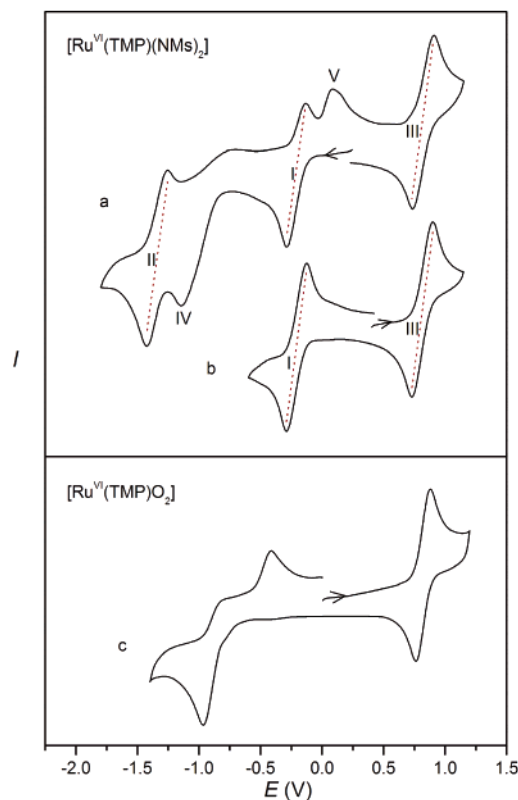 [Ru^VI(TMP)(NMs)₂]
V
III
a
I
II
IV
III
I
b
I
[Ru^VI(TMP)O₂]
c
-2.0 -1.5 -1.0 -0.5 0.0 0.5 1.0 1.5
E (V)